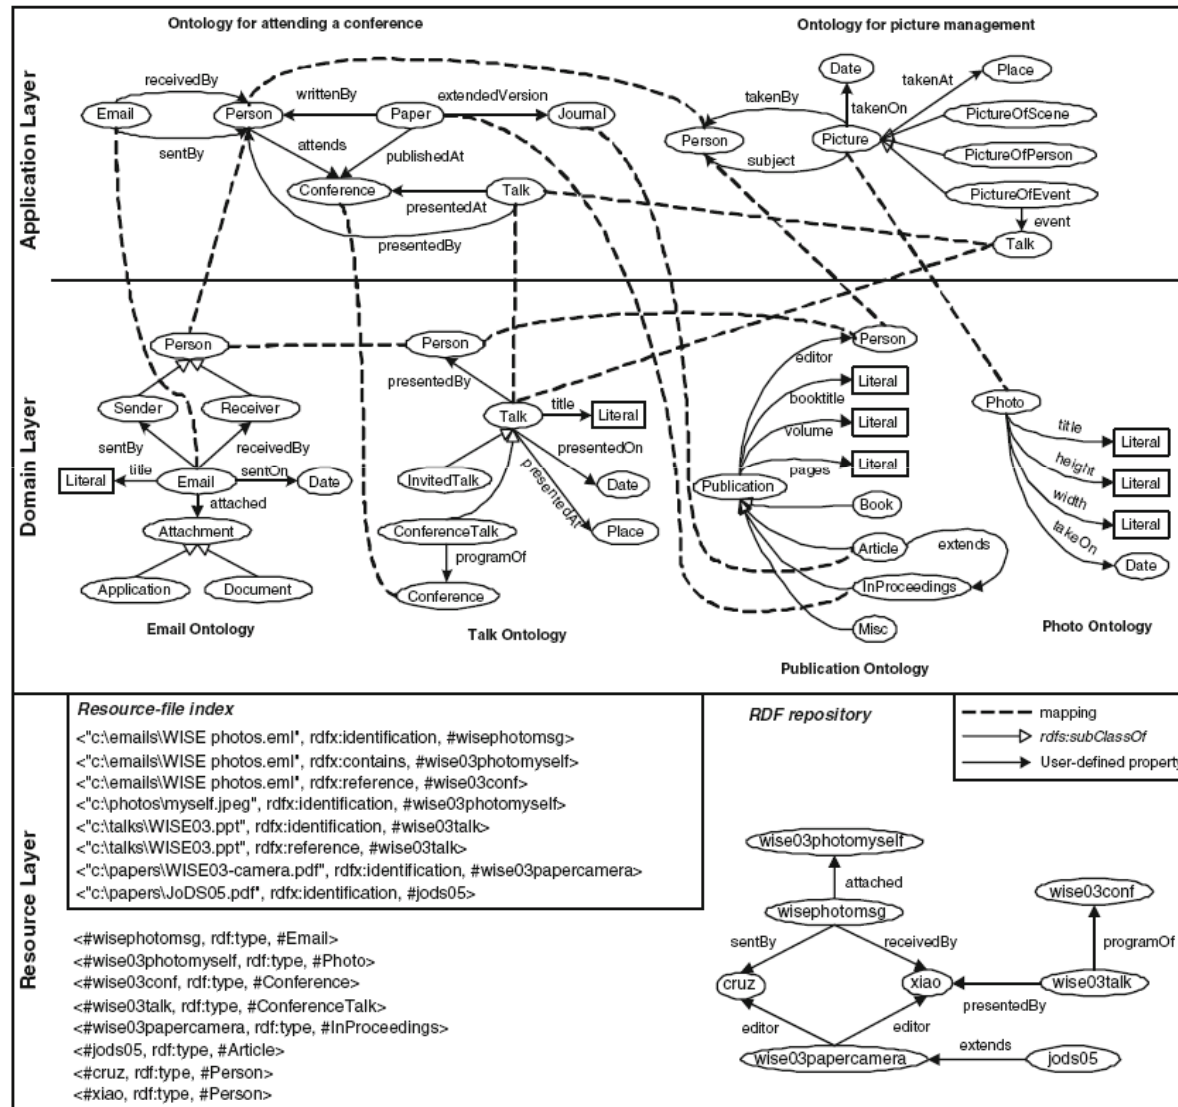 Ontology for attending a conference
Ontology for picture management
Application Layer
receivedBy
Email
Person
sentBy
writtenBy
Paper
extendedVersion
Journal
attends
publishedAt
Conference
Talk
presentedAt
presentedBy
Date
takenAt
Place
takenBy
takenOn
Person
Picture
subject
PictureOfScene
PictureOfPerson
PictureOfEvent
event
Talk
Domain Layer
Person
Sender
Receiver
sentBy
receivedBy
title
Literal
Email
sentOn
Date
attached
Attachment
Application
Document
Email Ontology
Person
presentedBy
Talk
title
Literal
presentedOn
InvitedTalk
presentedAt
Date
ConferenceTalk
Place
programOf
Conference
Talk Ontology
Person
editor
booktitle
Literal
volume
Literal
pages
Literal
Publication
Book
Article
extends
InProceedings
Misc
Publication Ontology
Photo
title
Literal
height
Literal
width
Literal
takeOn
Date
Photo Ontology
Resource Layer
Resource-file index
<"c:\emails\WISE photos.eml", rdfx:identification, #wisephotomsg>
<"c:\emails\WISE photos.eml", rdfx:contains, #wise03photomyself>
<"c:\emails\WISE photos.eml", rdfx:reference, #wise03conf>
<"c:\photos\myself.jpeg", rdfx:identification, #wise03photomyself>
<"c:\talks\WISE03.ppt", rdfx:identification, #wise03talk>
<"c:\talks\WISE03.ppt", rdfx:reference, #wise03talk>
<"c:\papers\WISE03-camera.pdf", rdfx:identification, #wise03papercamera>
<"c:\papers\JoDS05.pdf", rdfx:identification, #jods05>
<#wisephotomsg, rdf:type, #Email>
<#wise03photomyself, rdf:type, #Photo>
<#wise03conf, rdf:type, #Conference>
<#wise03talk, rdf:type, #ConferenceTalk>
<#wise03papercamera, rdf:type, #InProceedings>
<#jods05, rdf:type, #Article>
<#cruz, rdf:type, #Person>
<#xiao, rdf:type, #Person>
RDF repository
mapping
rdfs:subClassOf
User-defined property
wise03photomyself
attached
wisephotomsg
wise03conf
sentBy
receivedBy
programOf
cruz
xiao
wise03talk
presentedBy
editor
editor
wise03papercamera
extends
jods05